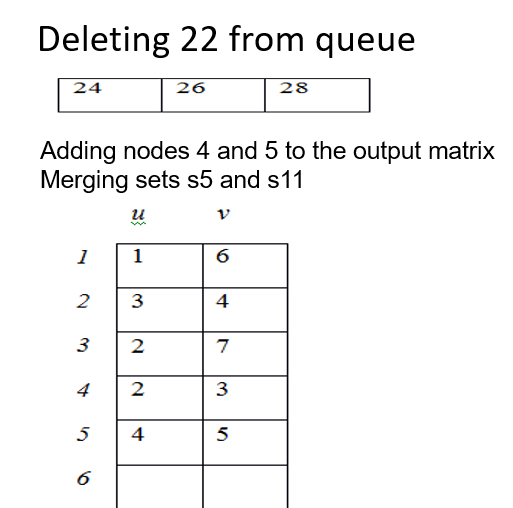 Deleting 22 from queue
24 26 28
Adding nodes 4 and 5 to the output matrix
Merging sets s5 and s11
u v
1 1 6
2 3 4
3 2 7
4 2 3
5 4 5
6